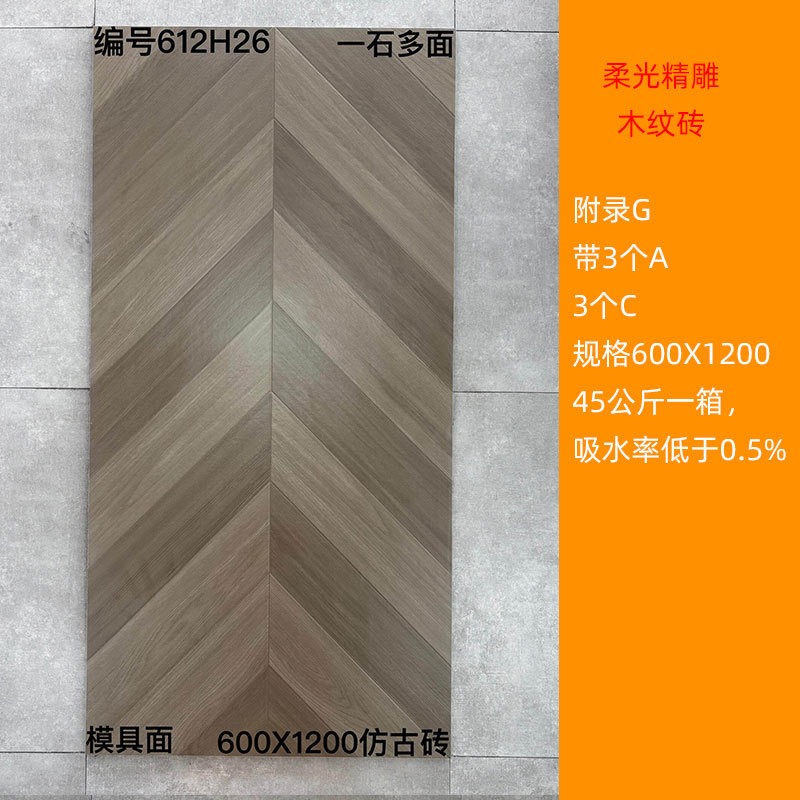 编号612H26
一石多面
模具面
600X1200仿古砖
柔光精雕
木纹砖
附录G
带3个A
3个C
规格600X1200
45公斤一箱，
吸水率低于0.5%